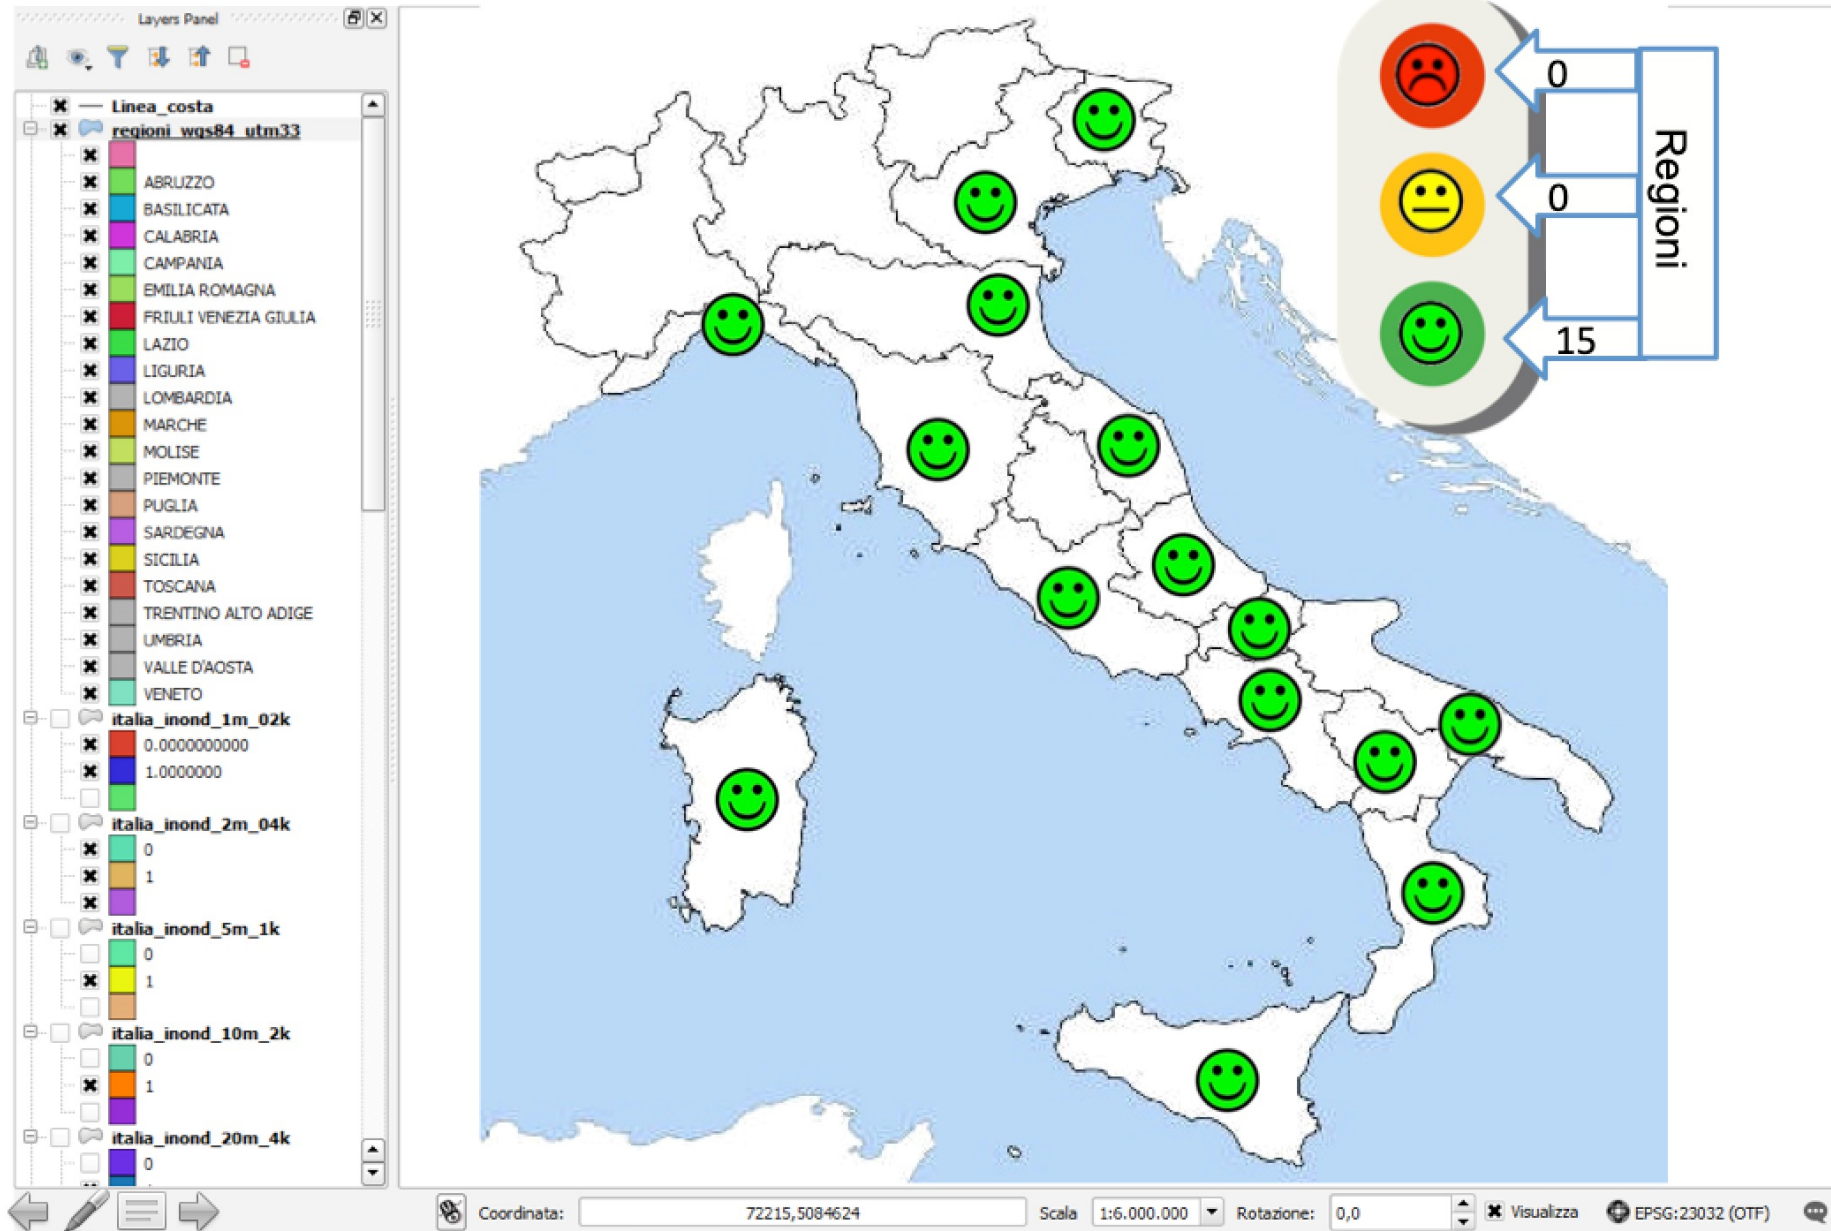 Layers Panel
Linea_costa
regioni_wgs84_utm33
ABRUZZO
BASILICATA
CALABRIA
CAMPANIA
EMILIA ROMAGNA
FRIULI VENEZIA GIULIA
LAZIO
LIGURIA
LOMBARDIA
MARCHE
MOLISE
PIEMONTE
PUGLIA
SARDEGNA
SICILIA
TOSCANA
TRENTINO ALTO ADIGE
UMBRIA
VALLE D'AOSTA
VENETO
italia_inond_1m_02k
0.0000000000
1.0000000
italia_inond_2m_04k
0
1
italia_inond_5m_1k
0
1
italia_inond_10m_2k
0
1
italia_inond_20m_4k
0
0
0
15
Regioni
Coordinata: 72215,5084624 Scala 1:6.000.000 Rotazione: 0,0 Visualizza EPSG:23032 (OTF)